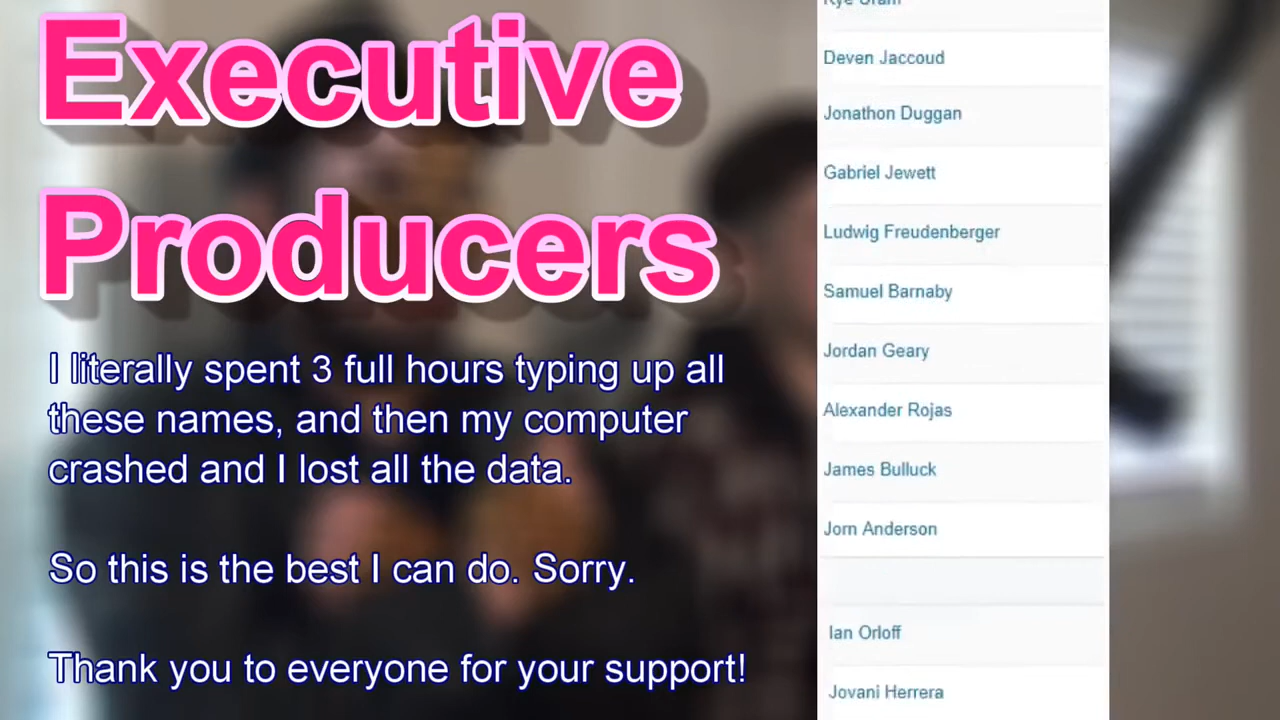 Executive
Producers
I literally spent 3 full hours typing up all
these names, and then my computer
crashed and I lost all the data.
So this is the best I can do. Sorry.
Thank you to everyone for your support!
Deven Jaccoud
Jonathon Duggan
Gabriel Jewett
Ludwig Freudenberger
Samuel Barnaby
Jordan Geary
Alexander Rojas
James Bulluck
Jorn Anderson
Ian Orloff
Jovani Herrera